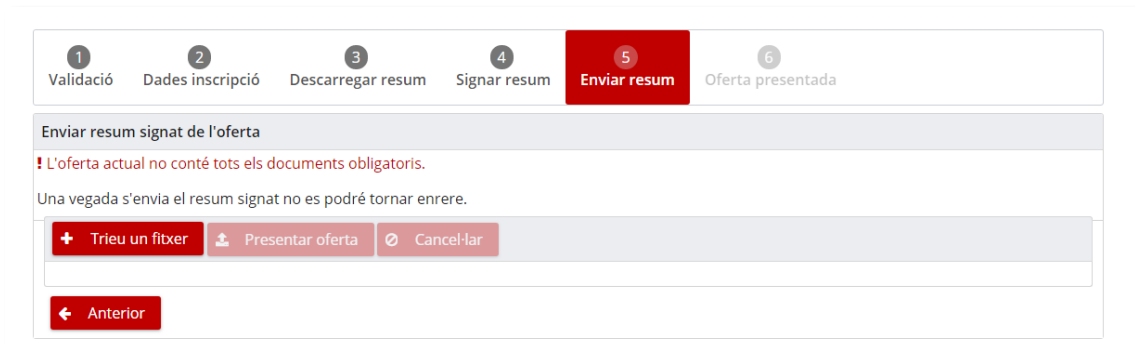 1 2 3 4 5 6
Validació Dades inscripció Descarregar resum Signar resum Enviar resum Oferta presentada
Enviar resum signat de l'oferta
! L'oferta actual no conté tots els documents obligatoris.
Una vegada s'envia el resum signat no es podré tornar enrere.
Trieu un fitxer Presentar oferta Cancel·lar
Anterior